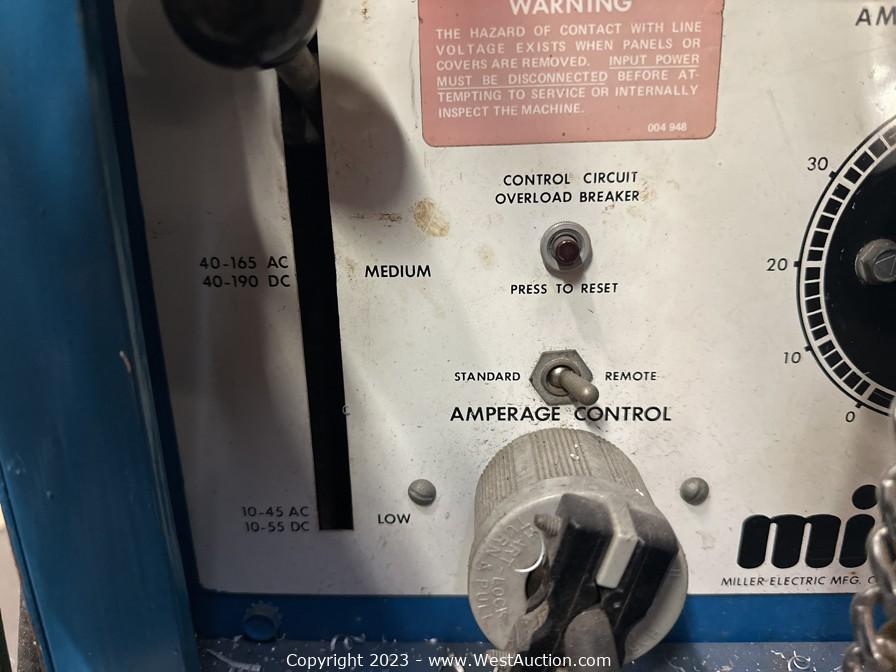 WARNING
THE HAZARD OF CONTACT WITH LINE
VOLTAGE EXISTS WHEN PANELS OR
COVERS ARE REMOVED. INPUT POWER
MUST BE DISCONNECTED BEFORE AT-
TEMPTING TO SERVICE OR INTERNALLY
INSPECT THE MACHINE.
004 948
AM
CONTROL CIRCUIT
OVERLOAD BREAKER
PRESS TO RESET
30
20
10
0
40-165 AC
40-190 DC
MEDIUM
STANDARD
REMOTE
AMPERAGE CONTROL
10-45 AC
10-55 DC
LOW
mi
MILLER ELECTRIC MFG.
Copyright 2023 - www.WestAuction.com